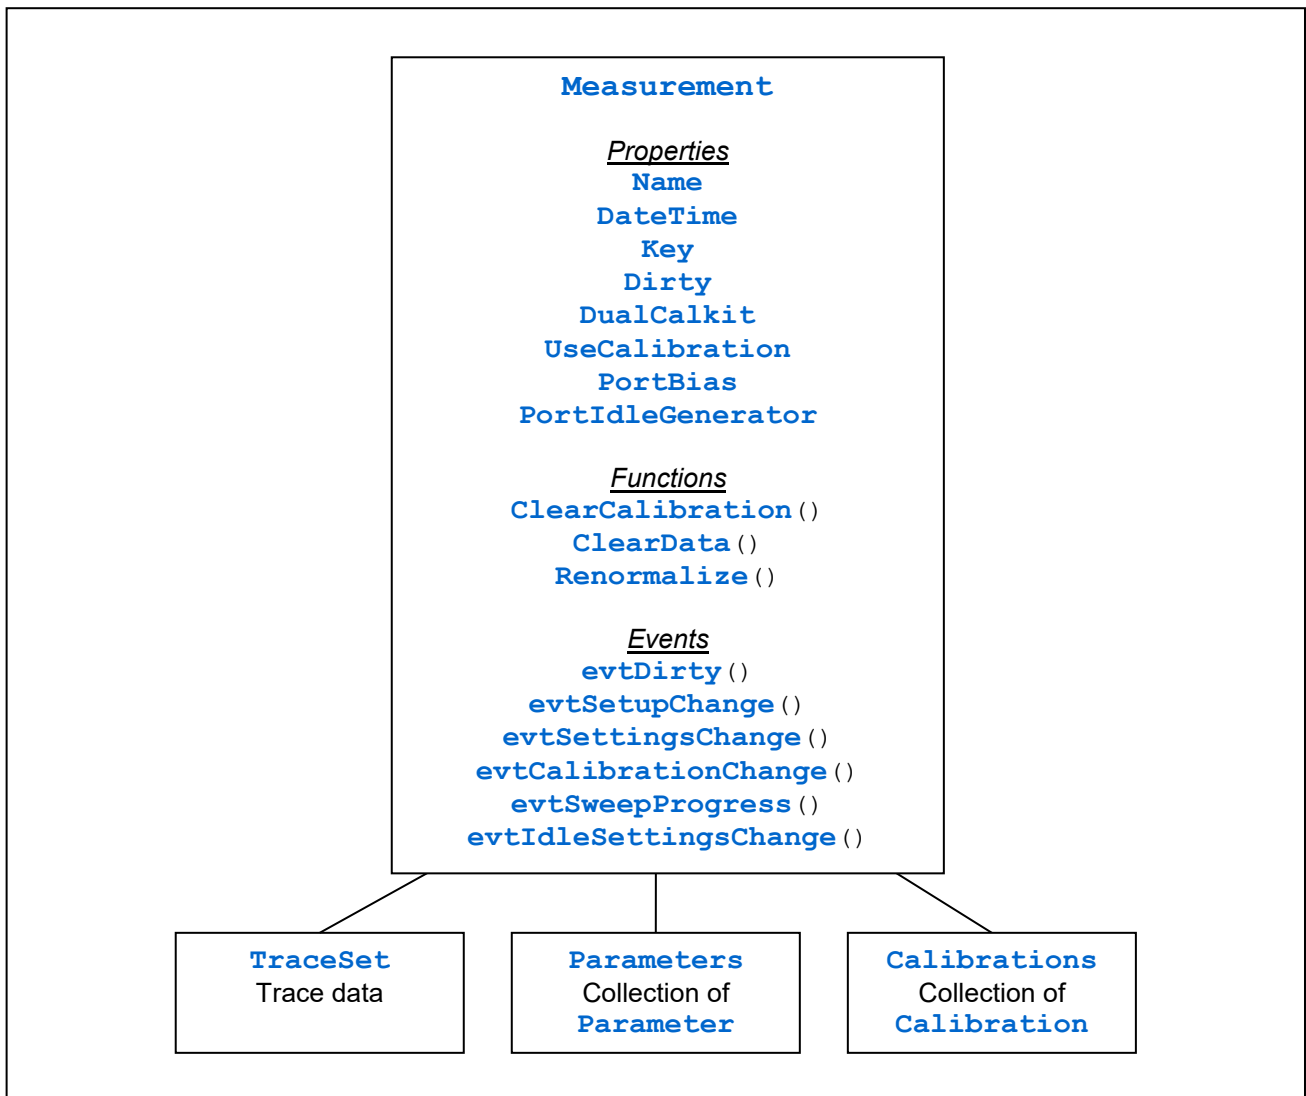 Measurement
Properties
Name
DateTime
Key
Dirty
DualCalkit
UseCalibration
PortBias
PortIdleGenerator
Functions
ClearCalibration()
ClearData()
Renormalize()
Events
evtDirty()
evtSetupChange()
evtSettingsChange()
evtCalibrationChange()
evtSweepProgress()
evtIdleSettingsChange()
TraceSet
Trace data
Parameters
Collection of
Parameter
Calibrations
Collection of
Calibration